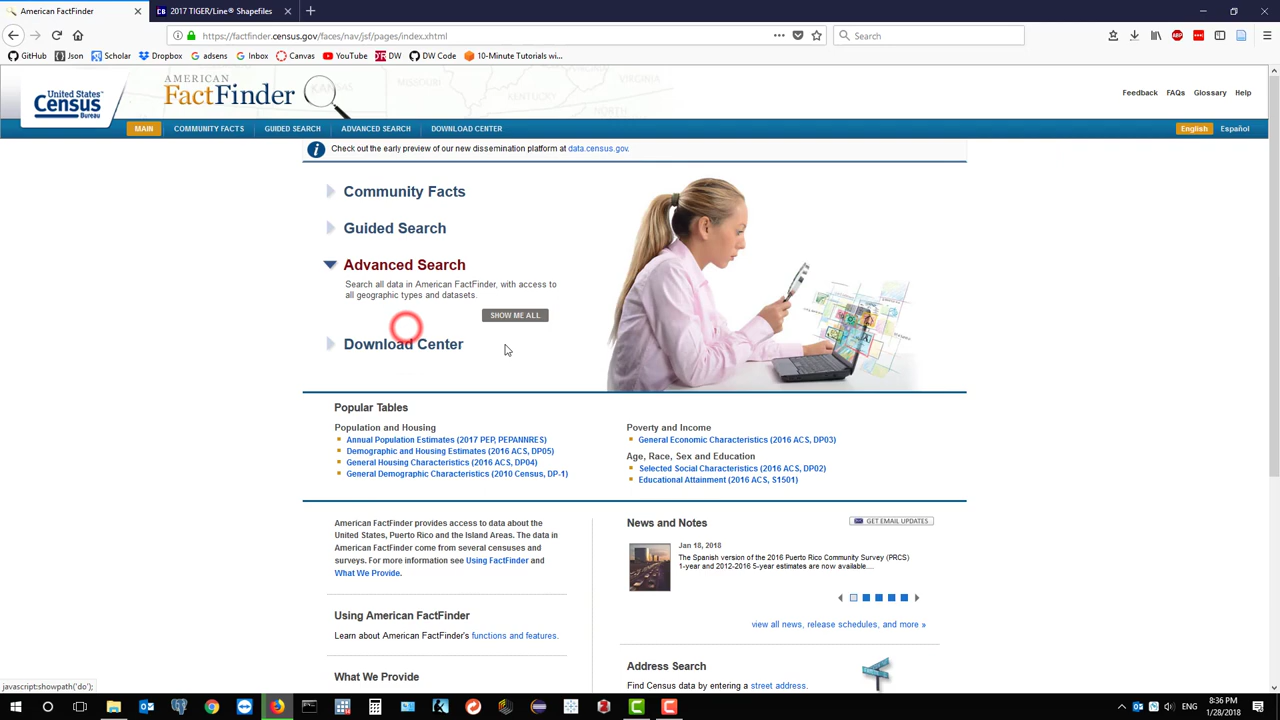 American FactFinder
2017 TIGER/Line® Shapefiles
https://factfinder.census.gov/faces/nav/jsf/pages/index.xhtml
Search
GitHub Json Scholar Dropbox adsens Inbox Canvas YouTube DW DW Code 10-Minute Tutorials wi...
United States®
Census
Bureau
AMERICAN
FactFinder
KANSAS
MISSOURI
KENTUCKY
VIRGINIA
NORTH
Feedback FAQs Glossary Help
MAIN COMMUNITY FACTS GUIDED SEARCH ADVANCED SEARCH DOWNLOAD CENTER English Español
Check out the early preview of our new dissemination platform at data.census.gov.
Community Facts
Guided Search
Advanced Search
Search all data in American FactFinder, with access to
all geographic types and datasets.
SHOW ME ALL
Download Center
Popular Tables
Population and Housing
Annual Population Estimates (2017 PEP, PEPANNRES)
Demographic and Housing Estimates (2016 ACS, DP05)
General Housing Characteristics (2016 ACS, DP04)
General Demographic Characteristics (2010 Census, DP-1)
Poverty and Income
General Economic Characteristics (2016 ACS, DP03)
Age, Race, Sex and Education
Selected Social Characteristics (2016 ACS, DP02)
Educational Attainment (2016 ACS, S1501)
American FactFinder provides access to data about the
United States, Puerto Rico and the Island Areas. The data in
American FactFinder come from several censuses and
surveys. For more information see Using FactFinder and
What We Provide.
Using American FactFinder
Learn about American FactFinder's functions and features.
What We Provide
News and Notes
GET EMAIL UPDATES
Jan 18, 2018
The Spanish version of the 2016 Puerto Rico Community Survey (PRCS)
1-year and 2012-2016 5-year estimates are now available....
view all news, release schedules, and more »
Address Search
Find Census data by entering a street address.
javascript:showpath('do');
8:36 PM
1/28/2018